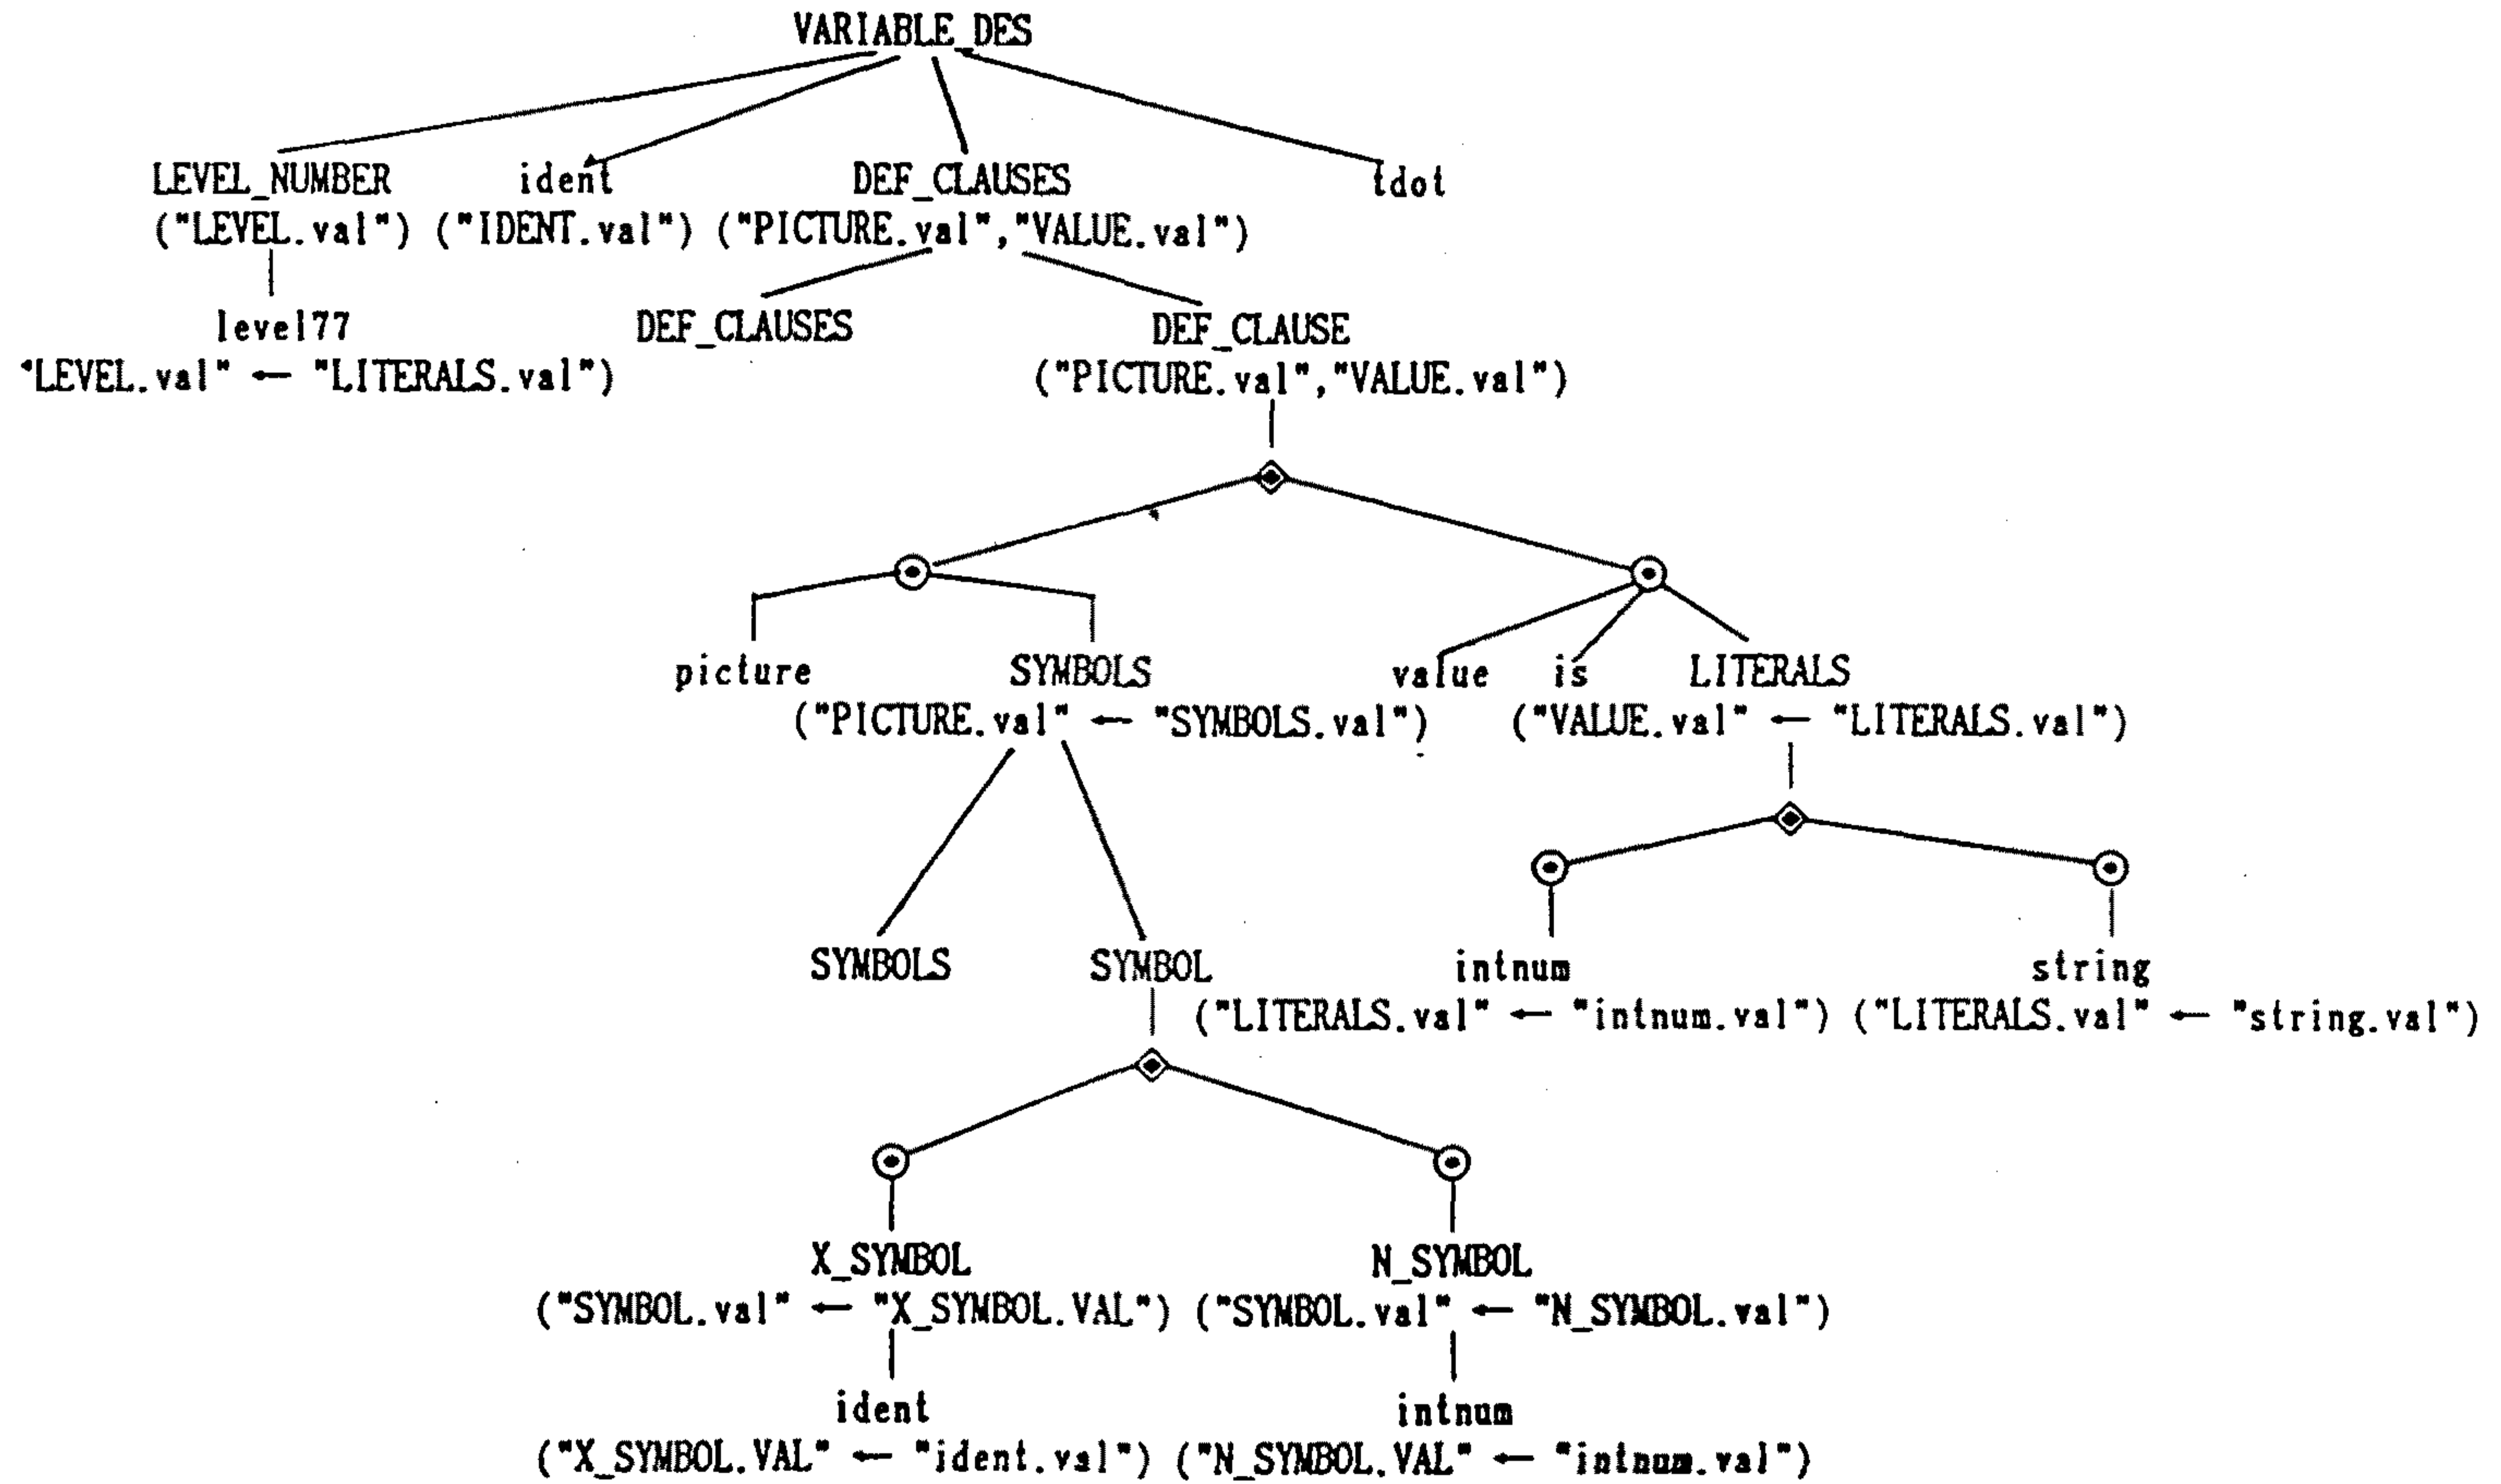 VARIABLE_DES
LEVEL_NUMBER ident DEF_CLAUSES tdot
("LEVEL.val") ("IDENT.val") ("PICTURE.val","VALUE.val")
level77 DEF_CLAUSES DEF_CLAUSE
"LEVEL.val" ← "LITERALS.val") ("PICTURE.val","VALUE.val")
picture SYMBOLS value is LITERALS
("PICTURE.val" ← "SYMBOLS.val") ("VALUE.val" ← "LITERALS.val")
SYMBOLS SYMBOL intnum string
("LITERALS.val" ← "intnum.val") ("LITERALS.val" ← "string.val")
X_SYMBOL N_SYMBOL
("SYMBOL.val" ← "X_SYMBOL.VAL") ("SYMBOL.val" ← "N_SYMBOL.val")
ident intnum
("X_SYMBOL.VAL" ← "ident.val") ("N_SYMBOL.VAL" ← "intnum.val")